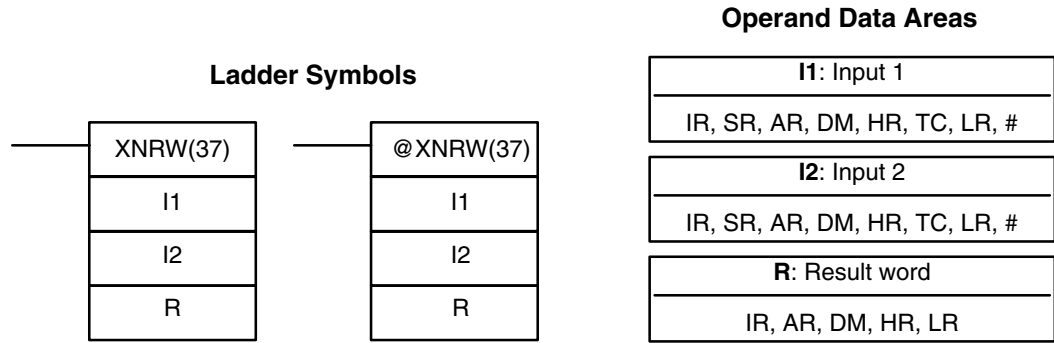 Ladder Symbols
XNRW(37)
I1
I2
R
@XNRW(37)
I1
I2
R
Operand Data Areas
I1: Input 1
IR, SR, AR, DM, HR, TC, LR, #
I2: Input 2
IR, SR, AR, DM, HR, TC, LR, #
R: Result word
IR, AR, DM, HR, LR